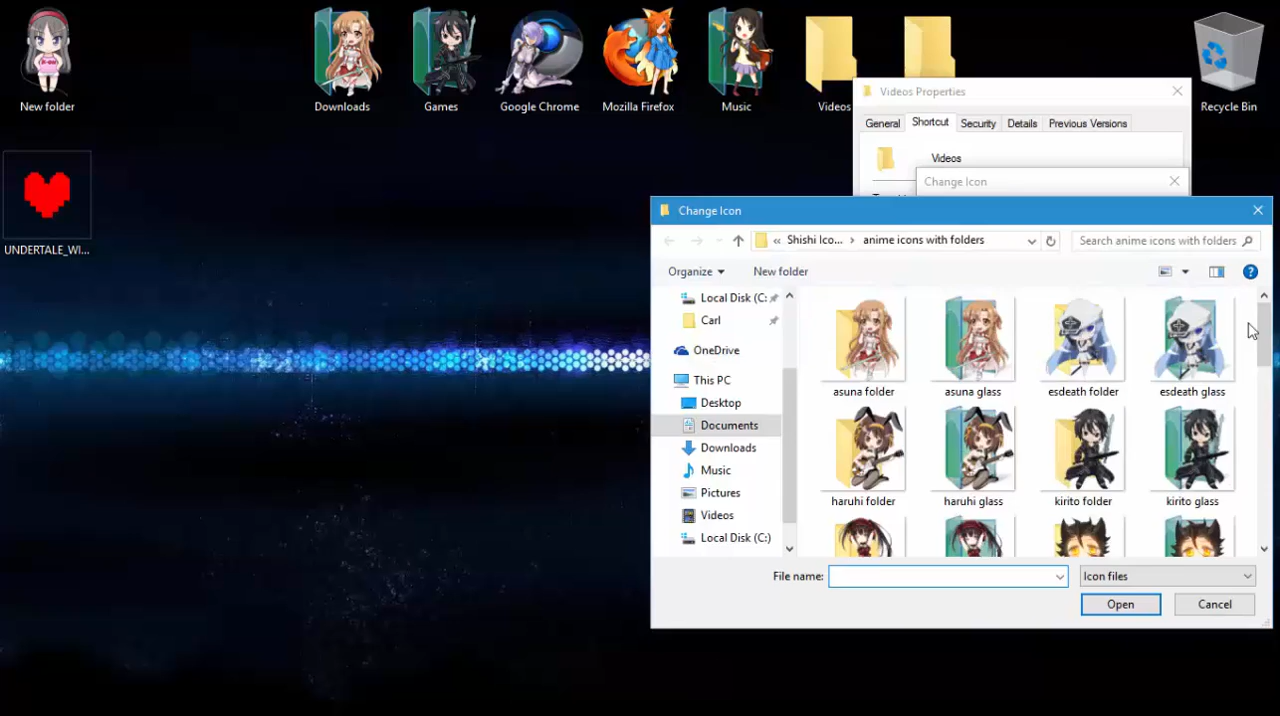 New folder
Downloads
Games
Google Chrome
Mozilla Firefox
Music
Videos
Recycle Bin
UNDERTALE_WI...
Videos Properties
General
Shortcut
Security
Details
Previous Versions
Videos
Change Icon
Change Icon
« Shishi Ico... › anime icons with folders
Search anime icons with folders
Organize
New folder
Local Disk (C:
Carl
OneDrive
This PC
Desktop
Documents
Downloads
Music
Pictures
Videos
Local Disk (C:)
asuna folder
asuna glass
esdeath folder
esdeath glass
haruhi folder
haruhi glass
kirito folder
kirito glass
File name:
Icon files
Open
Cancel